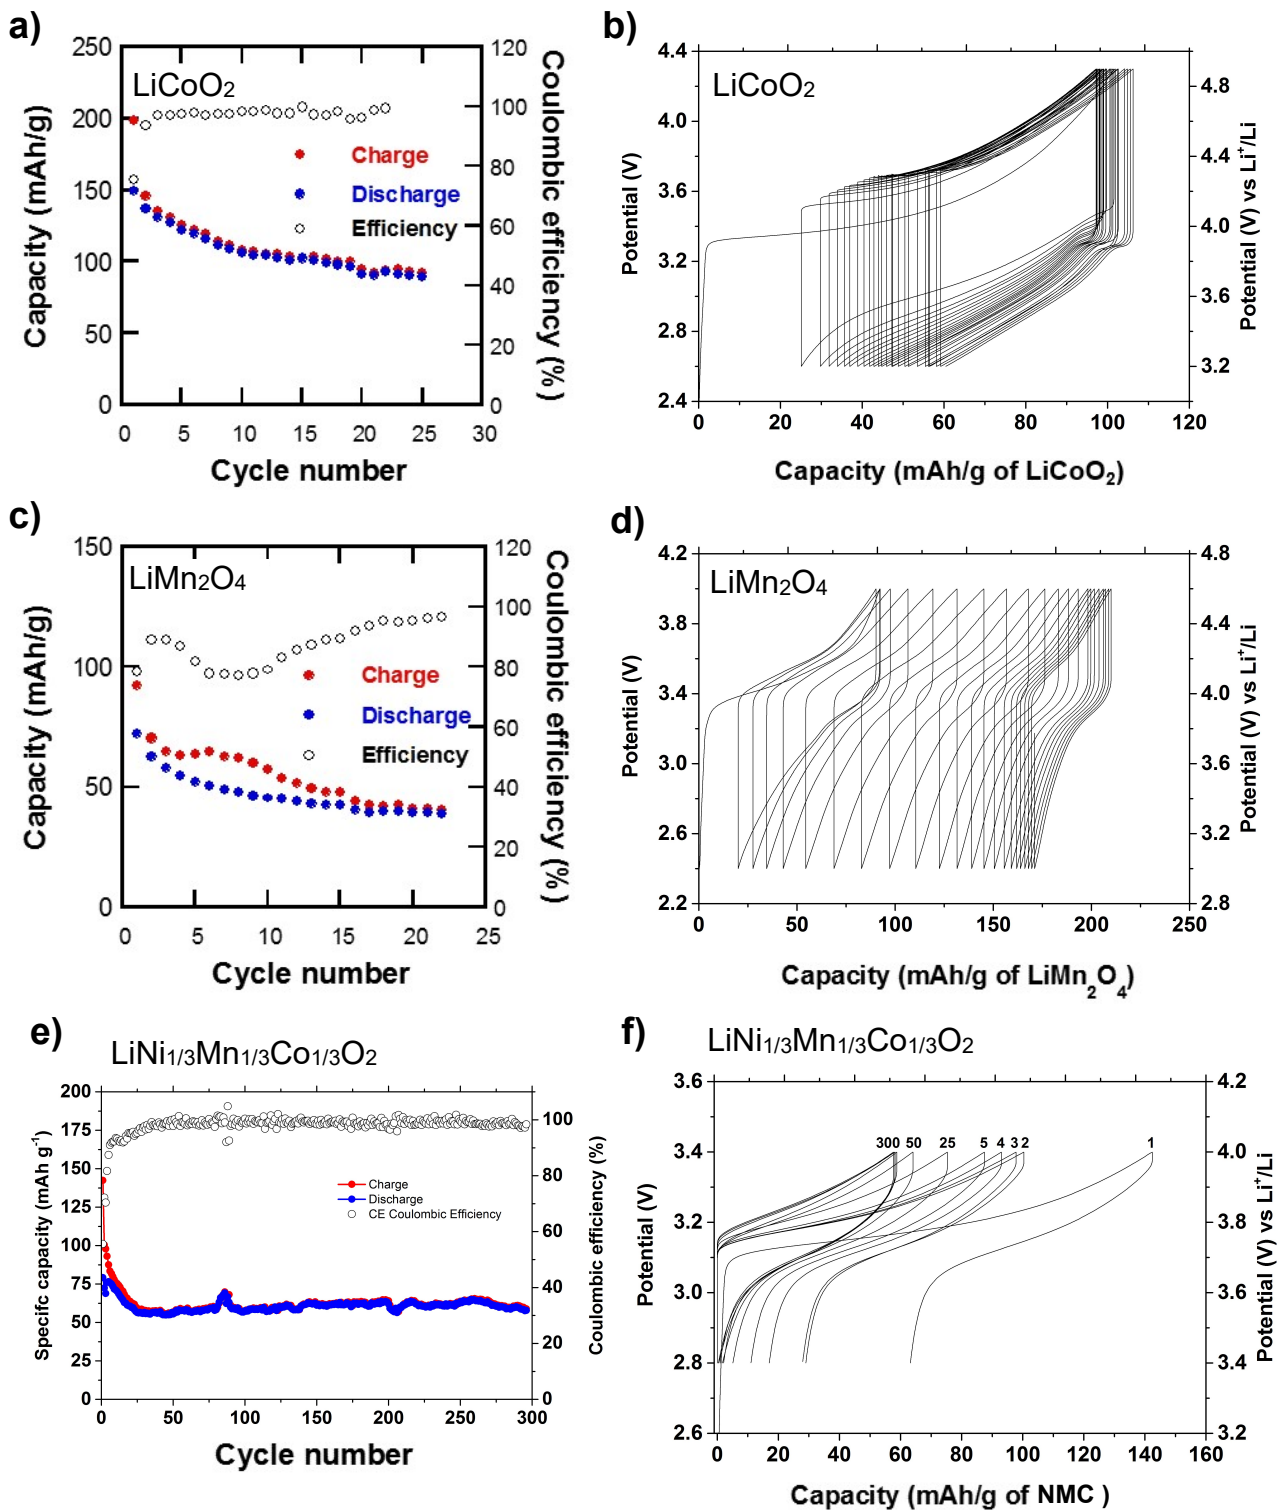 a)
LiCoO2
250
200
150
100
50
0
Capacity (mAh/g)
120
100
80
60
40
20
0
Coulombic efficiency (%)
Charge
Discharge
Efficiency
0 5 10 15 20 25 30
Cycle number
b)
LiCoO2
4.4
4.0
3.6
3.2
2.8
2.4
Potential (V)
4.8
4.4
4.0
3.6
3.2
Potential (V) vs Li+/Li
0 20 40 60 80 100 120
Capacity (mAh/g of LiCoO2)
c)
LiMn2O4
150
100
50
0
Capacity (mAh/g)
120
100
80
60
40
20
0
Coulombic efficiency (%)
Charge
Discharge
Efficiency
0 5 10 15 20 25
Cycle number
d)
LiMn2O4
4.2
3.8
3.4
3.0
2.6
2.2
Potential (V)
4.8
4.4
4.0
3.6
3.2
2.8
Potential (V) vs Li+/Li
0 50 100 150 200 250
Capacity (mAh/g of LiMn2O4)
e)
LiNi1/3Mn1/3Co1/3O2
200
175
150
125
100
75
50
25
0
Specifc capacity (mAh g-1)
100
80
60
40
20
0
Coulombic efficiency (%)
Charge
Discharge
CE Coulombic Efficiency
0 50 100 150 200 250 300
Cycle number
f)
LiNi1/3Mn1/3Co1/3O2
3.6
3.4
3.2
3.0
2.8
2.6
Potential (V)
300 50 25 5 4 3 2 1
4.2
4.0
3.8
3.6
3.4
3.2
Potential (V) vs Li+/Li
0 20 40 60 80 100 120 140 160
Capacity (mAh/g of NMC )